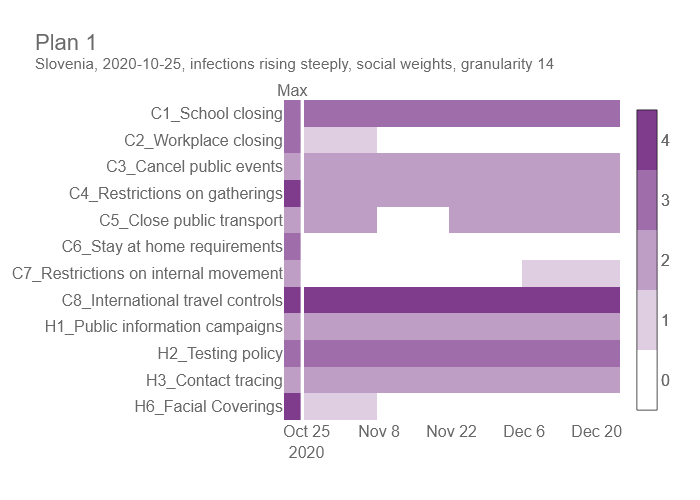 Plan 1
Slovenia, 2020-10-25, infections rising steeply, social weights, granularity 14
Max
C1_School closing
C2_Workplace closing
C3_Cancel public events
C4_Restrictions on gatherings
C5_Close public transport
C6_Stay at home requirements
C7_Restrictions on internal movement
C8_International travel controls
H1_Public information campaigns
H2_Testing policy
H3_Contact tracing
H6_Facial Coverings
Oct 25 Nov 8 Nov 22 Dec 6 Dec 20
2020
4
3
2
1
0